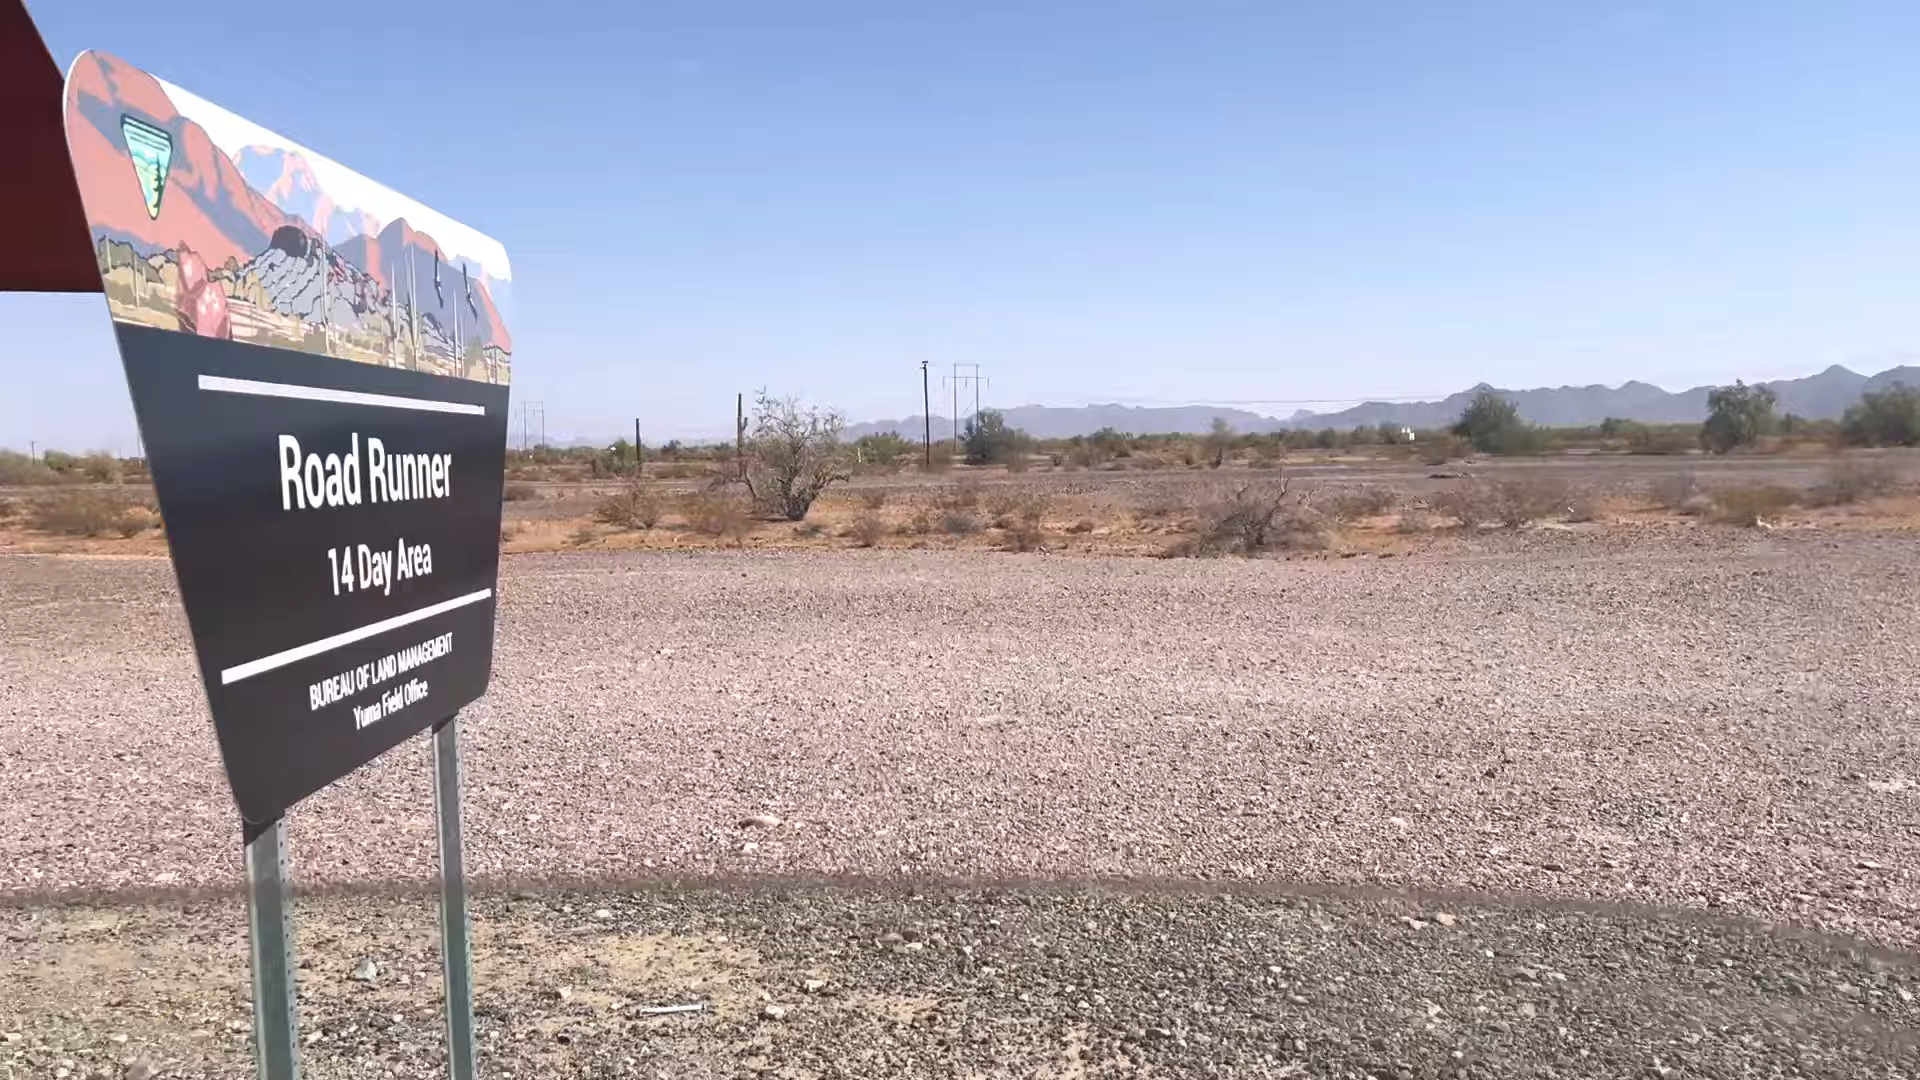 Road Runner
14 Day Area
BUREAU OF LAND MANAGEMENT
Yuma Field Office